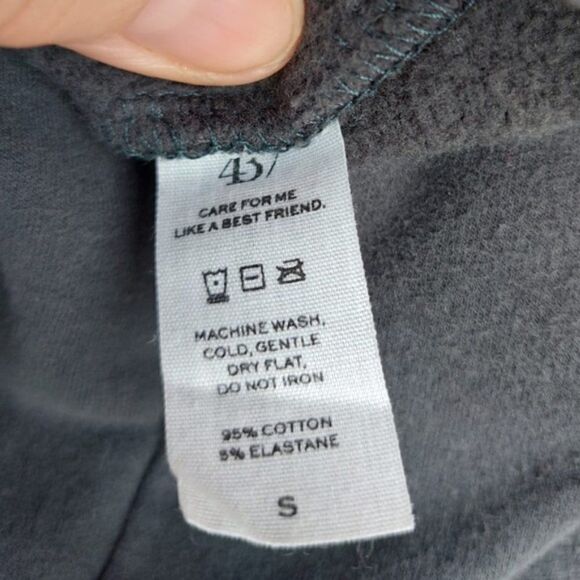 437
CARE FOR ME
LIKE A BEST FRIEND.
MACHINE WASH,
COLD, GENTLE
DRY FLAT,
DO NOT IRON
95% COTTON
5% ELASTANE
S